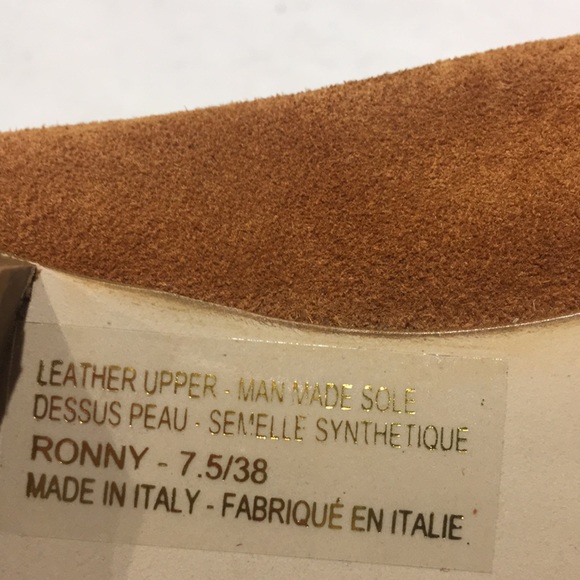 LEATHER UPPER - MAN MADE SOLE
DESSUS PEAU - SEMELLE SYNTHETIQUE
RONNY - 7.5/38
MADE IN ITALY - FABRIQUÉ EN ITALIE